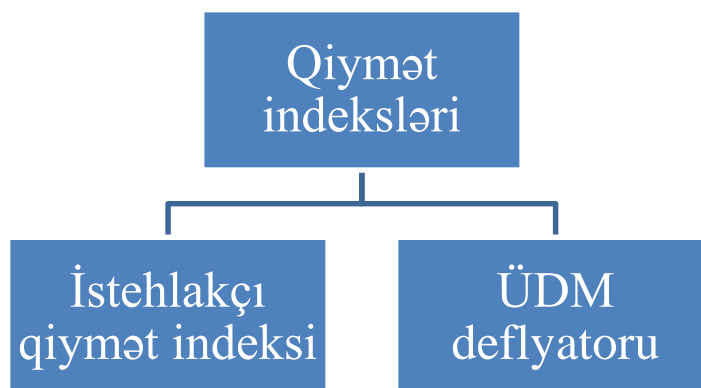 Qiymət
indeksləri
İstehlakçı
qiymət indeksi
ÜDM
deflyatoru